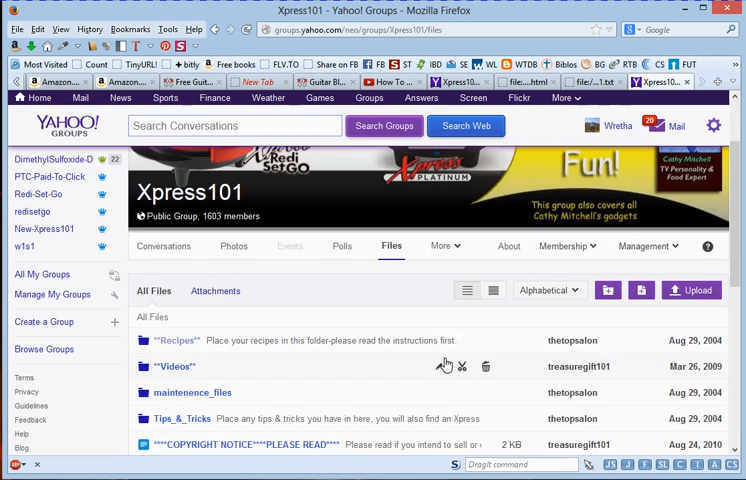 Xpress101 - Yahoo! Groups - Mozilla Firefox
File Edit View History Bookmarks Tools Help
groups.yahoo.com/neo/groups/Xpress101/files
Google
Most Visited Count TinyURL! + bitly Free books FLV.TO Share on FB FB ST ET WL WTDB Biblos BG RTB CS FUT
Amazon.... Amazon.... Free Guit... New Tab Guitar Bl... How To ... Xpress10... file:....html file:/...1.txt Xpress10...
Home Mail News Sports Finance Weather Games Groups Answers Screen Flickr More
YAHOO! GROUPS
Search Conversations
Search Groups
Search Web
Wretha
20
Mail
DimethylSulfoxide-D 22
PTC-Paid-To-Click
Redi-Set-Go
redisetgo
New-Xpress101
w1s1
All My Groups
Manage My Groups
Create a Group
Browse Groups
Terms
Privacy
Guidelines
Feedback
Help
Blog
Redi SetGO
Xpress PLATINUM
Fun!
Cathy Mitchell
TV Personality &
Food Expert
This group also covers all
Cathy Mitchell's gadgets
Xpress101
Public Group, 1603 members
Conversations Photos Events Polls Files More About Membership Management ?
All Files Attachments
Alphabetical
Upload
All Files
**Recipes** Place your recipes in this folder-please read the instructions first. thetopsalon Aug 29, 2004
**Videos** treasuregift101 Mar 26, 2009
maintenence_files thetopsalon Aug 29, 2004
Tips_&_Tricks Place any tips & tricks you have in here, you will also find an Xpress thetopsalon Aug 29, 2004
****COPYRIGHT NOTICE****PLEASE READ**** Please read if you intend to sell or 2 KB treasuregift101 Aug 24, 2010
ABP
DragIt command
JS J F SL C I A CS